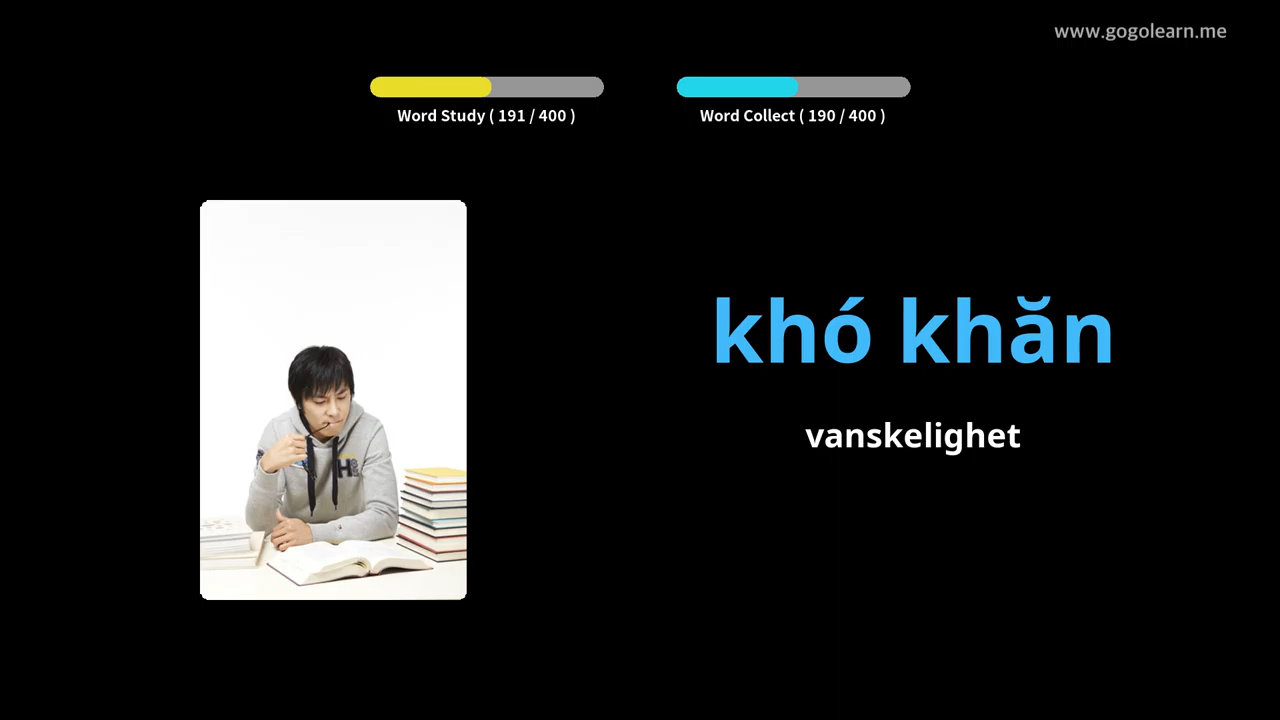 www.gogolearn.me
Word Study ( 191 / 400 )
Word Collect ( 190 / 400 )
khó khăn
vanskelighet
H